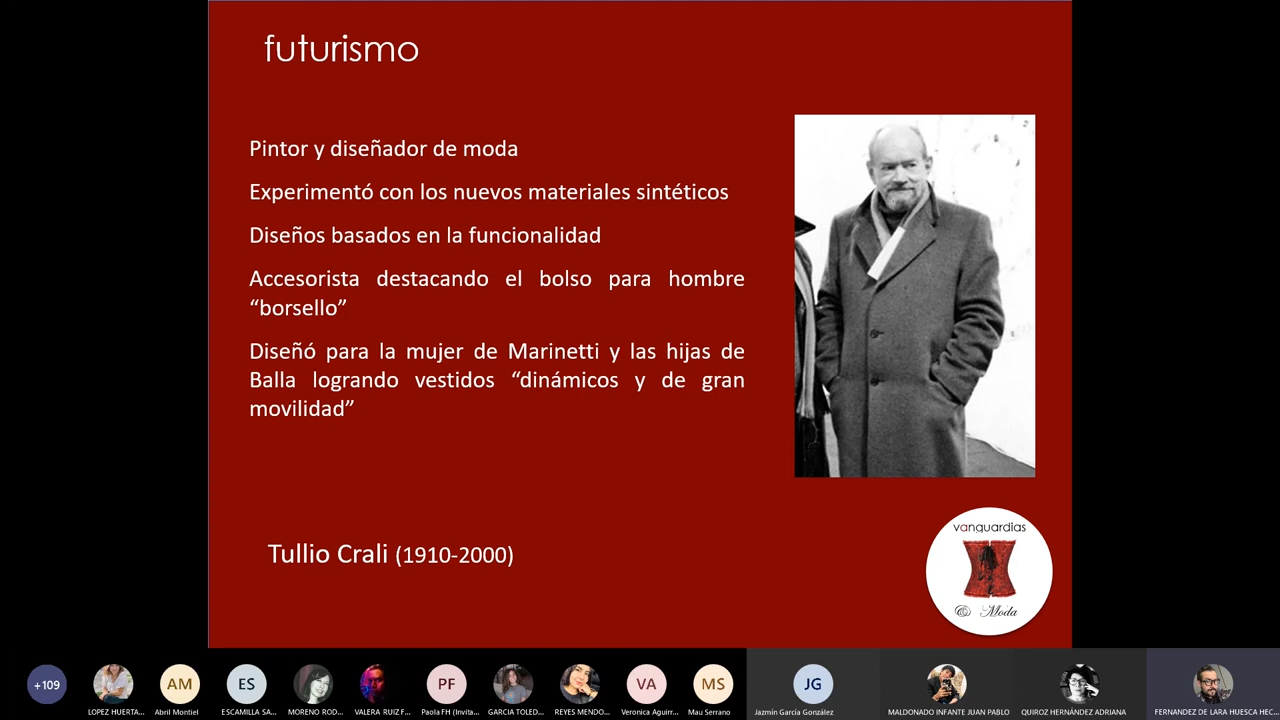 futurismo
Pintor y diseñador de moda
Experimentó con los nuevos materiales sintéticos
Diseños basados en la funcionalidad
Accesorista destacando el bolso para hombre
“borsello”
Diseñó para la mujer de Marinetti y las hijas de
Balla logrando vestidos “dinámicos y de gran
movilidad”
Tullio Crali (1910-2000)
vanguardias
& Moda
+109
AM
ES
PF
VA
MS
JG
LOPEZ HUERTA...
Abril Montiel
ESCAMILLA SA...
MORENO ROD...
VALERA RUIZ F...
Paola FH (Invita...
GARCIA TOLED...
REYES MENDO...
Veronica Aguirr...
Mau Serrano
Jazmín García González
MALDONADO INFANTE JUAN PABLO
QUIROZ HERNÁNDEZ ADRIANA
FERNANDEZ DE LARA HUESCA HEC...